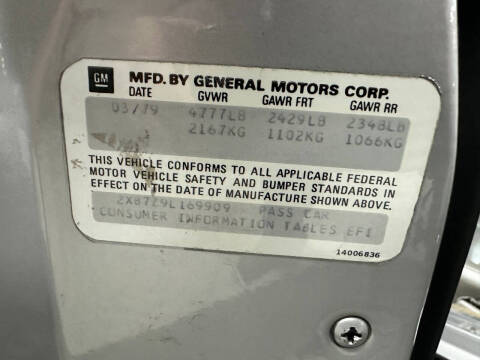 GM
MFD. BY GENERAL MOTORS CORP.
DATE GVWR GAWR FRT GAWR RR
03/79 4777LB 2429LB 2348LB
2167KG 1102KG 1066KG
THIS VEHICLE CONFORMS TO ALL APPLICABLE FEDERAL
MOTOR VEHICLE SAFETY AND BUMPER STANDARDS IN
EFFECT ON THE DATE OF MANUFACTURE SHOWN ABOVE.
2X87Z9L169909 PASS CAR
CONSUMER INFORMATION TABLES EFI
14006836